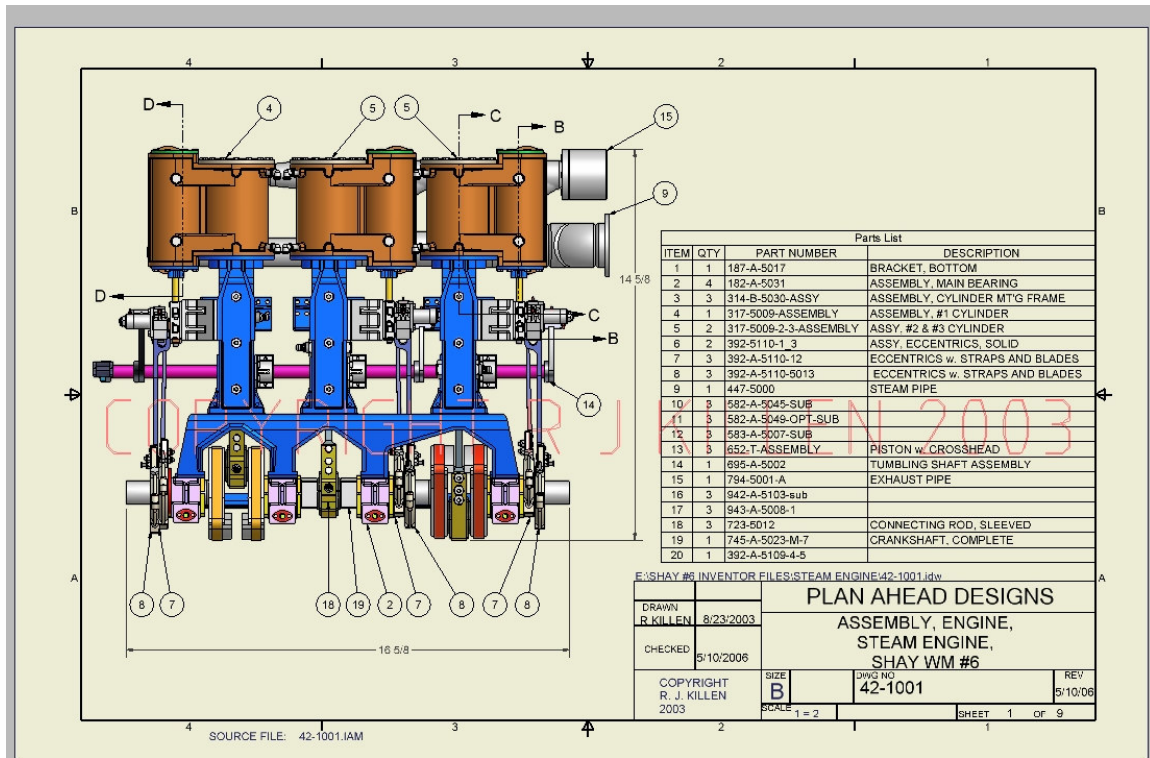 4 3 2 1
D 4 5 5 C B 15
9
B B
14 5/8
D C B
14
COPYRIGHT R J KILLEN 2003
Parts List
ITEM QTY PART NUMBER DESCRIPTION
1 1 187-A-5017 BRACKET, BOTTOM
2 4 182-A-5031 ASSEMBLY, MAIN BEARING
3 3 314-B-5030-ASSY ASSEMBLY, CYLINDER MT'G FRAME
4 1 317-5009-ASSEMBLY ASSEMBLY, #1 CYLINDER
5 2 317-5009-2-3-ASSEMBLY ASSY, #2 & #3 CYLINDER
6 2 392-5110-1_3 ASSY, ECCENTRICS, SOLID
7 3 392-A-5110-12 ECCENTRICS w. STRAPS AND BLADES
8 3 392-A-5110-5013 ECCENTRICS w. STRAPS AND BLADES
9 1 447-5000 STEAM PIPE
10 3 582-A-5045-SUB
11 3 582-A-5049-OPT-SUB
12 3 583-A-5007-SUB
13 3 652-T-ASSEMBLY PISTON w. CROSSHEAD
14 1 695-A-5002 TUMBLING SHAFT ASSEMBLY
15 1 794-5001-A EXHAUST PIPE
16 3 942-A-5103-sub
17 3 943-A-5008-1
18 3 723-5012 CONNECTING ROD, SLEEVED
19 1 745-A-5023-M-7 CRANKSHAFT, COMPLETE
20 1 392-A-5109-4-5
A A
8 7 18 19 2 7 8 7 8
16 5/8
E:\SHAY #6 INVENTOR FILES\STEAM ENGINE\42-1001.idw
DRAWN
R KILLEN 8/23/2003
CHECKED
5/10/2006
PLAN AHEAD DESIGNS
ASSEMBLY, ENGINE,
STEAM ENGINE,
SHAY WM #6
COPYRIGHT
R. J. KILLEN
2003
SIZE
B
DWG NO
42-1001
REV
5/10/06
SCALE 1 = 2
SHEET 1 OF 9
4 3 2 1
SOURCE FILE: 42-1001.IAM